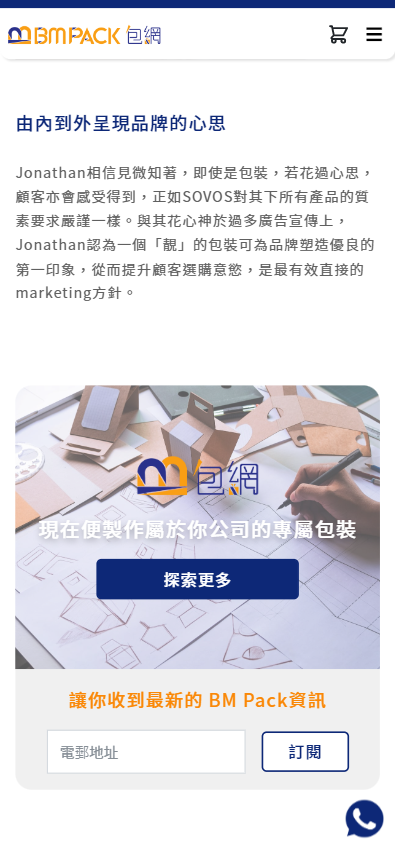 BM PACK 包網
由內到外呈現品牌的心思
Jonathan相信見微知著，即使是包裝，若花過心思，
顧客亦會感受得到，正如SOVOS對其下所有產品的質
素要求嚴謹一樣。與其花心神於過多廣告宣傳上，
Jonathan認為一個「靚」的包裝可為品牌塑造優良的
第一印象，從而提升顧客選購意慾，是最有效直接的
marketing方針。
包網
現在便製作屬於你公司的專屬包裝
探索更多
讓你收到最新的 BM Pack資訊
電郵地址
訂閱